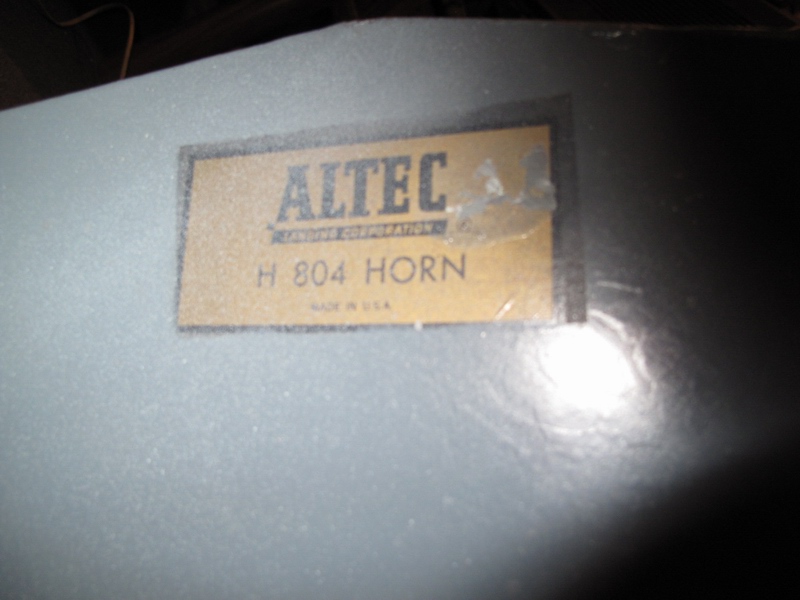 ALTEC
LANSING CORPORATION
H 804 HORN
MADE IN U.S.A.